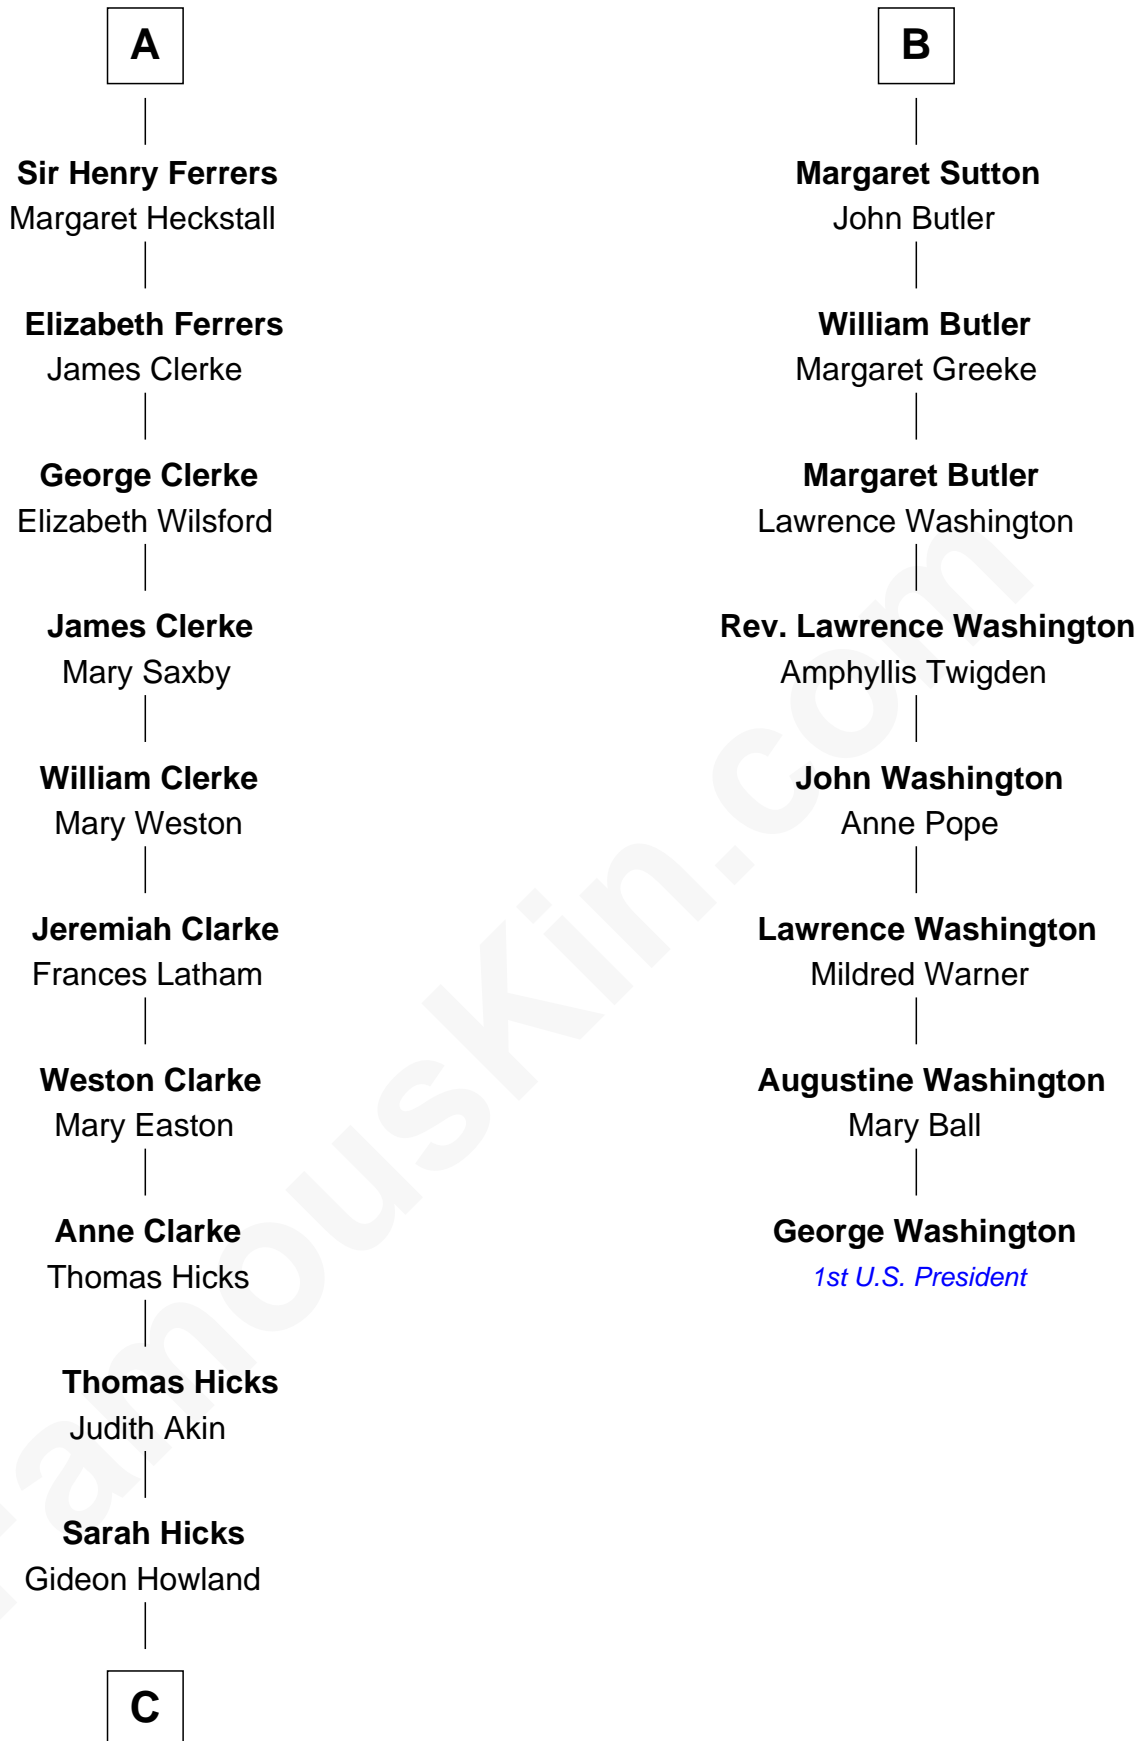 A
Sir Henry Ferrers
Margaret Heckstall
Elizabeth Ferrers
James Clerke
George Clerke
Elizabeth Wilsford
James Clerke
Mary Saxby
William Clerke
Mary Weston
Jeremiah Clarke
Frances Latham
Weston Clarke
Mary Easton
Anne Clarke
Thomas Hicks
Thomas Hicks
Judith Akin
Sarah Hicks
Gideon Howland
C
B
Margaret Sutton
John Butler
William Butler
Margaret Greeke
Margaret Butler
Lawrence Washington
Rev. Lawrence Washington
Amphyllis Twigden
John Washington
Anne Pope
Lawrence Washington
Mildred Warner
Augustine Washington
Mary Ball
George Washington
1st U.S. President
FamousKin.com